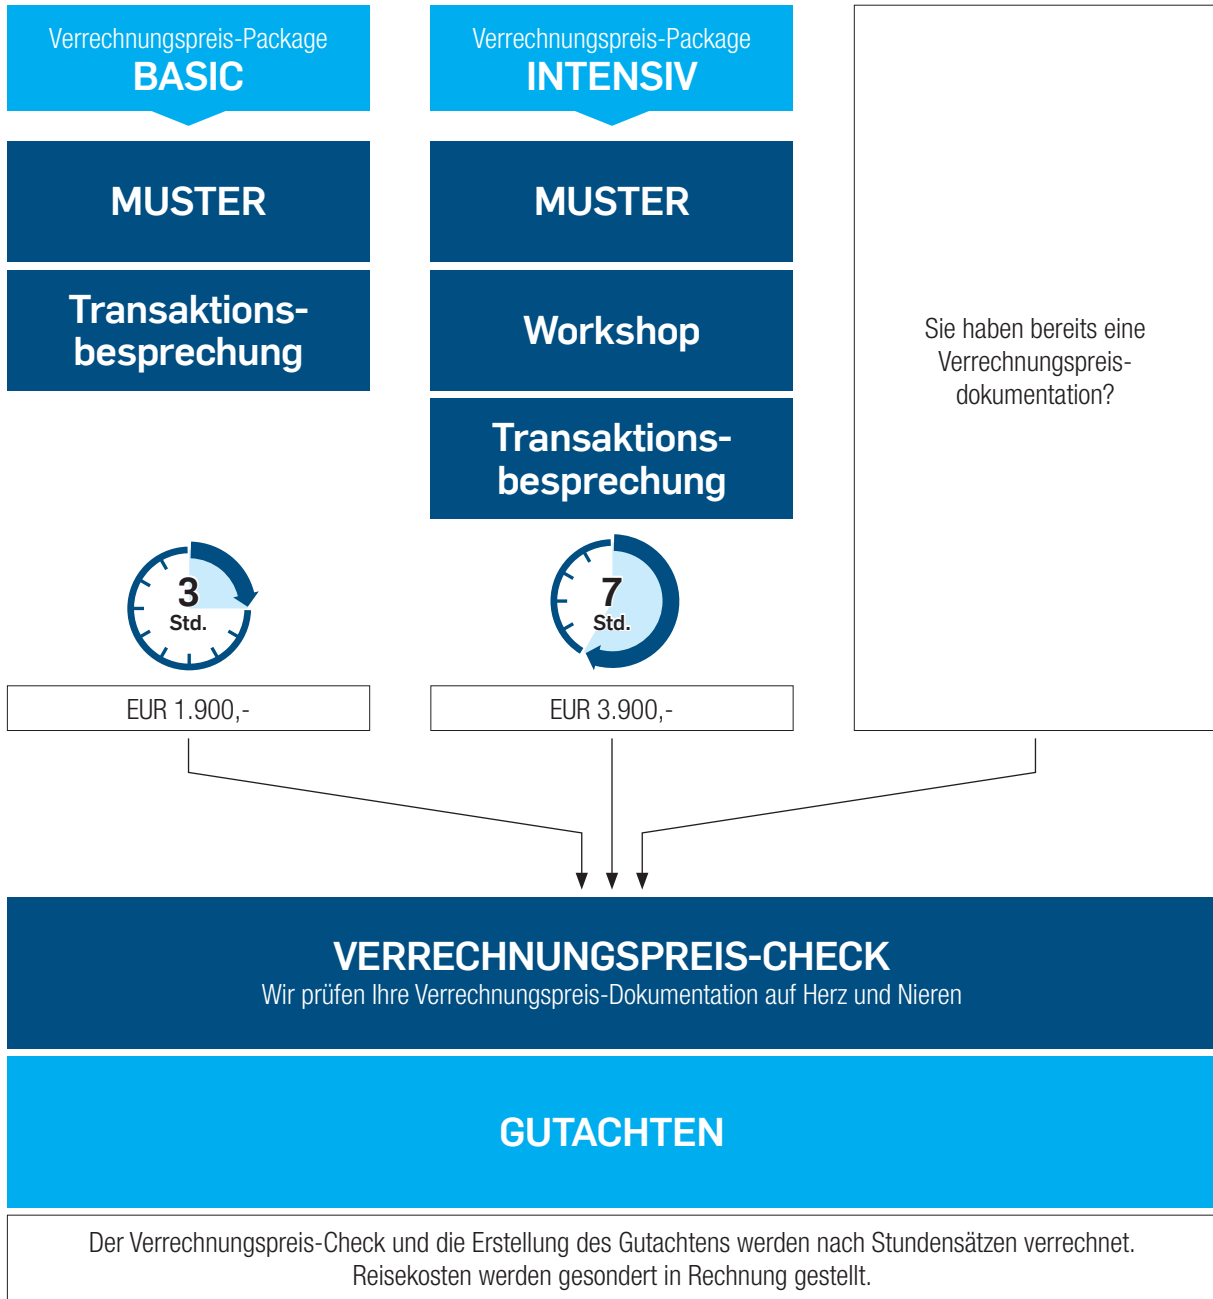 Verrechnungspreis-Package
BASIC
MUSTER
Transaktions-
besprechung
3
Std.
EUR 1.900,-
Verrechnungspreis-Package
INTENSIV
MUSTER
Workshop
Transaktions-
besprechung
7
Std.
EUR 3.900,-
Sie haben bereits eine
Verrechnungspreis-
dokumentation?
VERRECHNUNGSPREIS-CHECK
Wir prüfen Ihre Verrechnungspreis-Dokumentation auf Herz und Nieren
GUTACHTEN
Der Verrechnungspreis-Check und die Erstellung des Gutachtens werden nach Stundensätzen verrechnet.
Reisekosten werden gesondert in Rechnung gestellt.